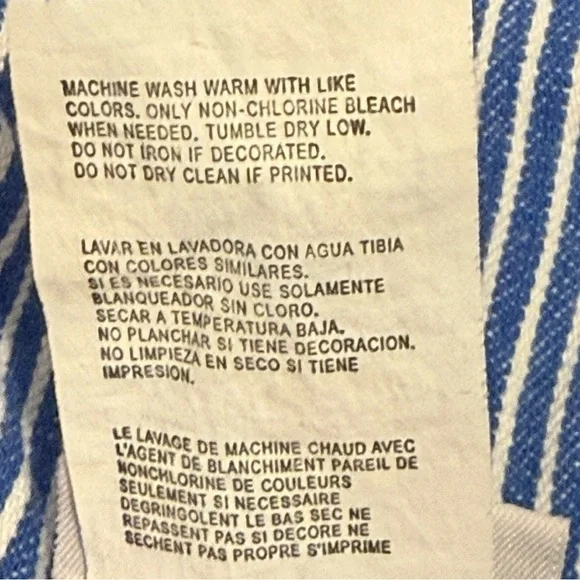 MACHINE WASH WARM WITH LIKE
COLORS. ONLY NON-CHLORINE BLEACH
WHEN NEEDED. TUMBLE DRY LOW.
DO NOT IRON IF DECORATED.
DO NOT DRY CLEAN IF PRINTED.
LAVAR EN LAVADORA CON AGUA TIBIA
CON COLORES SIMILARES.
SI ES NECESARIO USE SOLAMENTE
BLANQUEADOR SIN CLORO.
SECAR A TEMPERATURA BAJA.
NO PLANCHAR SI TIENE DECORACION.
NO LIMPIEZA EN SECO SI TIENE
IMPRESION.
LE LAVAGE DE MACHINE CHAUD AVEC
L'AGENT DE BLANCHIMENT PAREIL DE
NONCHLORINE DE COULEURS
SEULEMENT SI NECESSAIRE
DEGRINGOLENT LE BAS SEC NE
REPASSENT PAS SI DECORE NE
SECHENT PAS PROPRE S'IMPRIME